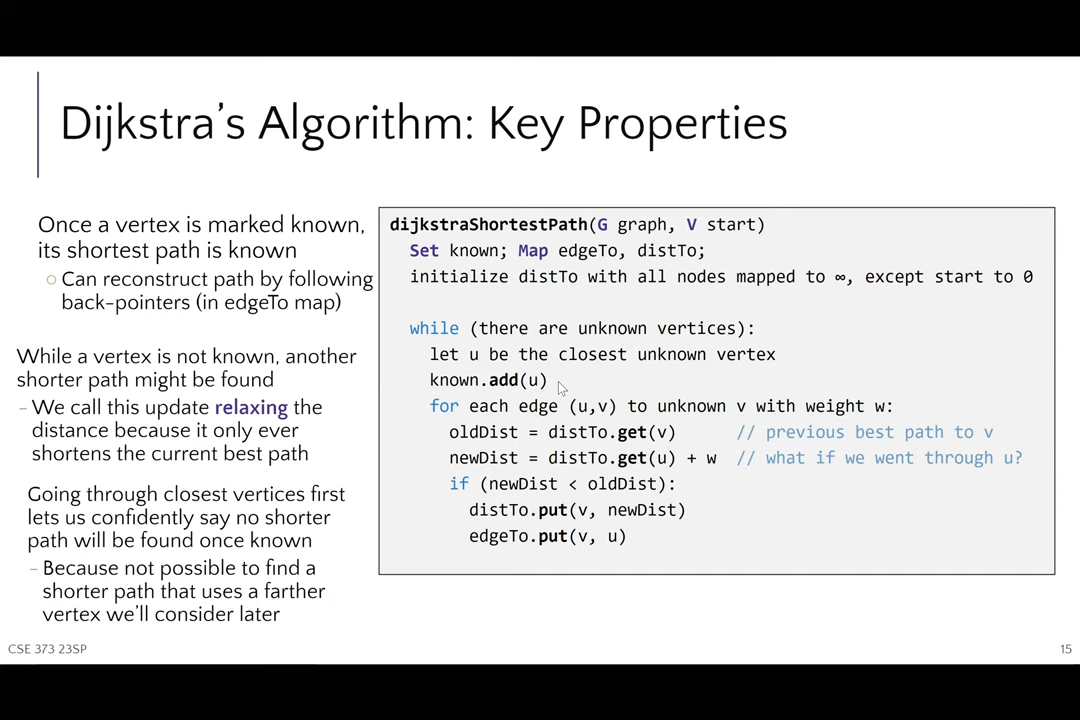 Dijkstra's Algorithm: Key Properties
Once a vertex is marked known,
its shortest path is known
○ Can reconstruct path by following
back-pointers (in edgeTo map)
While a vertex is not known, another
shorter path might be found
- We call this update relaxing the
distance because it only ever
shortens the current best path
Going through closest vertices first
lets us confidently say no shorter
path will be found once known
- Because not possible to find a
shorter path that uses a farther
vertex we'll consider later
dijkstraShortestPath(G graph, V start)
Set known; Map edgeTo, distTo;
initialize distTo with all nodes mapped to ∞, except start to 0
while (there are unknown vertices):
let u be the closest unknown vertex
known.add(u)
for each edge (u,v) to unknown v with weight w:
oldDist = distTo.get(v) // previous best path to v
newDist = distTo.get(u) + w // what if we went through u?
if (newDist < oldDist):
distTo.put(v, newDist)
edgeTo.put(v, u)
CSE 373 23SP
15